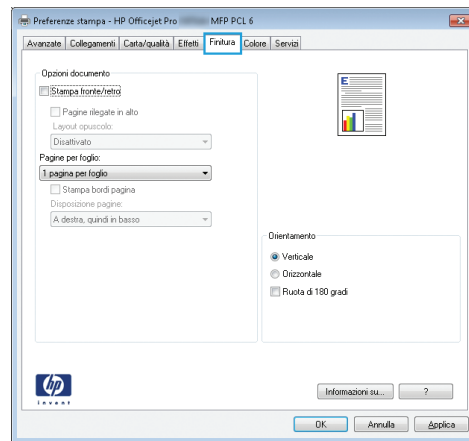 Preferenze stampa - HP Officejet Pro MFP PCL 6
Avanzate Collegamenti Carta/qualità Effetti Finitura Colore Servizi
Opzioni documento
Stampa fronte/retro
Pagine rilegate in alto
Layout opuscolo:
Disattivato
Pagine per foglio:
1 pagina per foglio
Stampa bordi pagina
Disposizione pagine:
A destra, quindi in basso
E
Orientamento
Verticale
Orizzontale
Ruota di 180 gradi
hp
invent
Informazioni su... ?
OK Annulla Applica